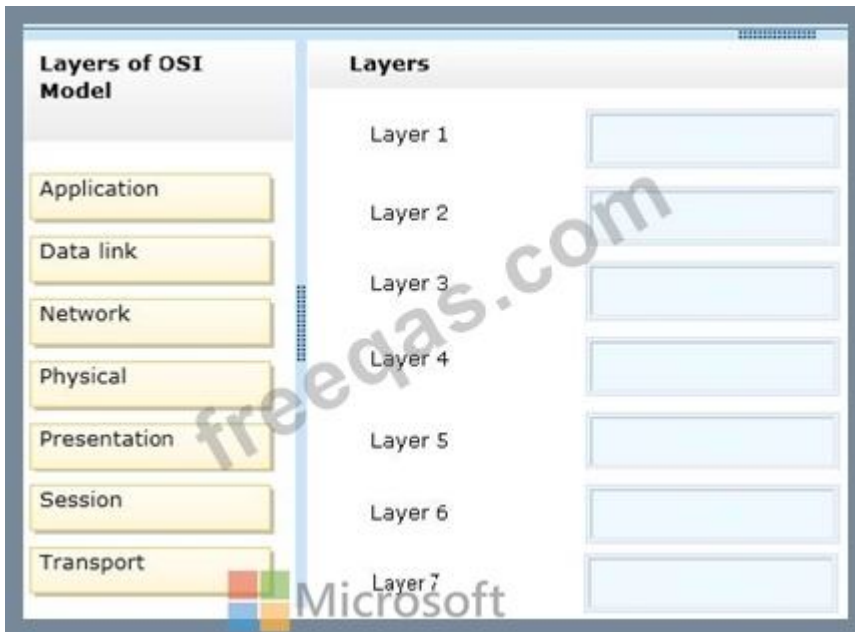 Layers of OSI
Model
Application
Data link
Network
Physical
Presentation
Session
Transport
Layers
Layer 1
Layer 2
Layer 3
Layer 4
Layer 5
Layer 6
Layer 7
freeqas.com
Microsoft